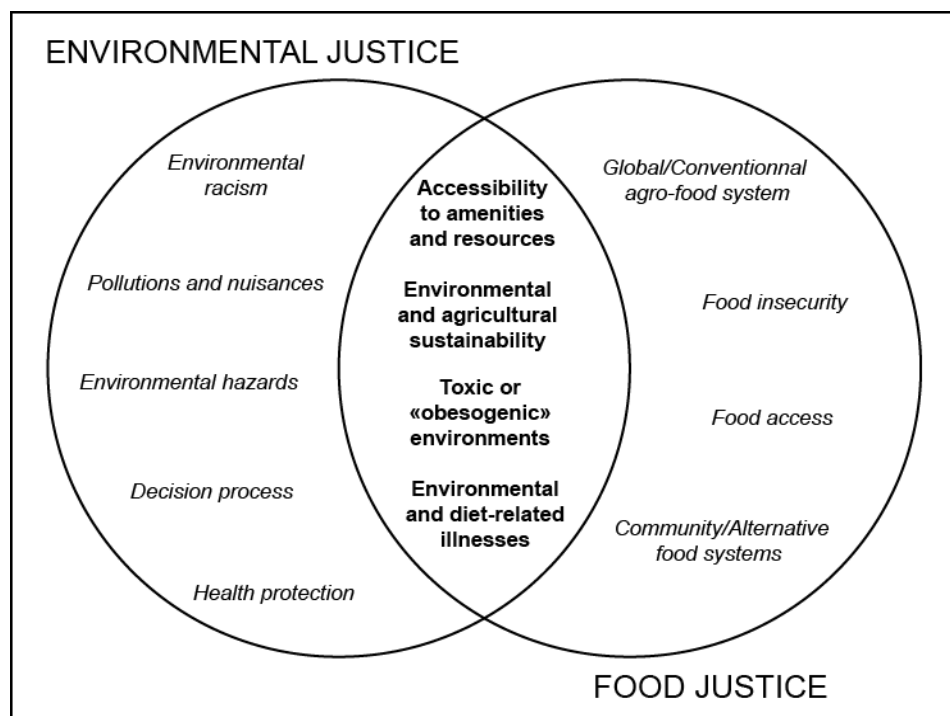 ENVIRONMENTAL JUSTICE
Environmental
racism
Pollutions and nuisances
Environmental hazards
Decision process
Health protection
Accessibility
to amenities
and resources
Environmental
and agricultural
sustainability
Toxic or
«obesogenic»
environments
Environmental
and diet-related
illnesses
Global/Conventionnal
agro-food system
Food insecurity
Food access
Community/Alternative
food systems
FOOD JUSTICE